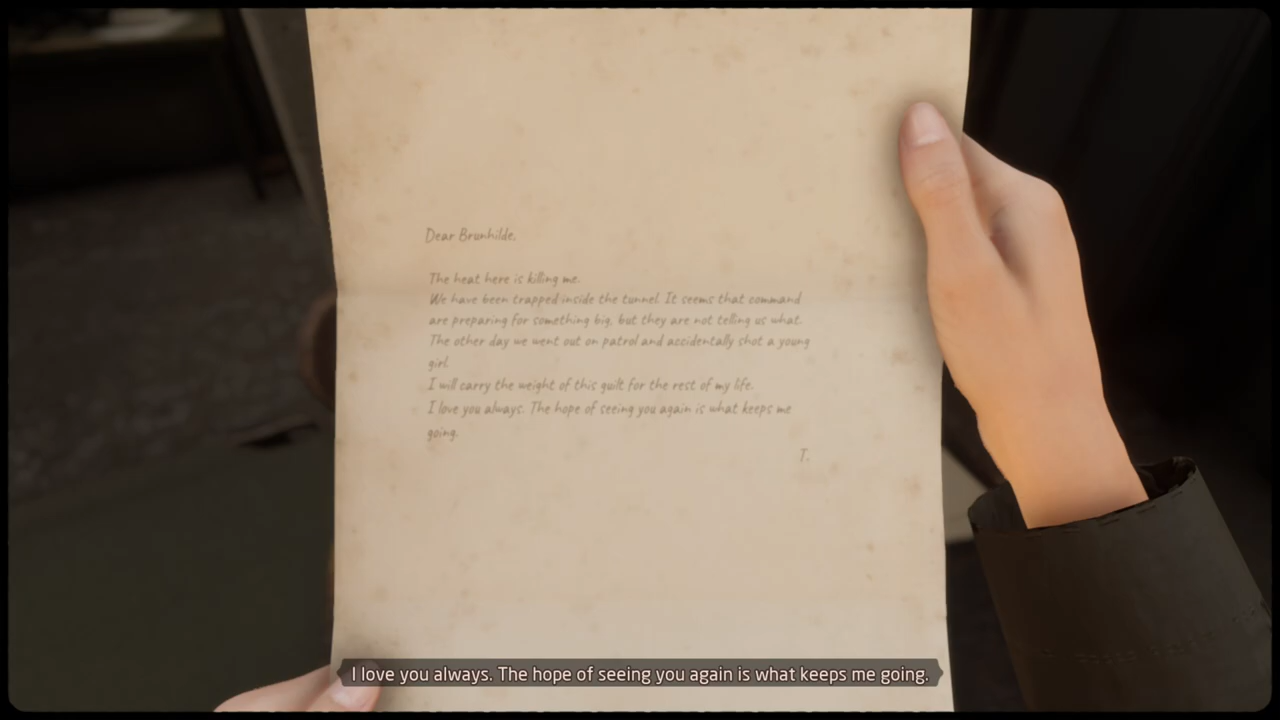 Dear Brunhilde,
The heat here is killing me.
We have been trapped inside the tunnel. It seems that command
are preparing for something big, but they are not telling us what.
The other day we went out on patrol and accidentally shot a young
girl.
I will carry the weight of this guilt for the rest of my life.
I love you always. The hope of seeing you again is what keeps me
going.
T.
I love you always. The hope of seeing you again is what keeps me going.